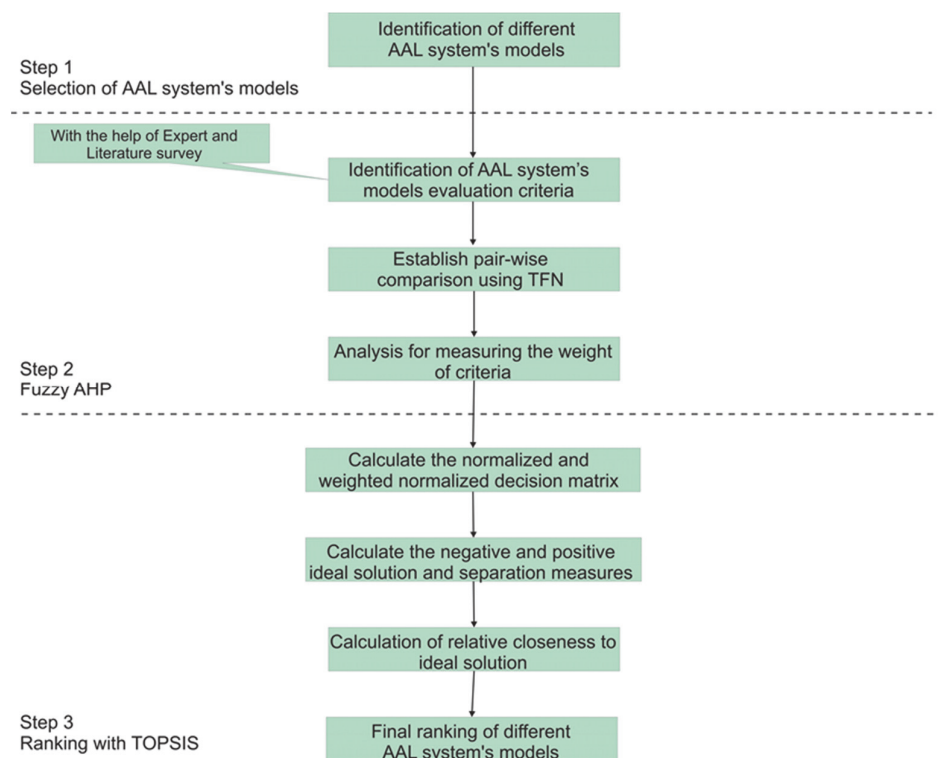 Identification of different
AAL system's models
Step 1
Selection of AAL system's models
With the help of Expert and
Literature survey
Identification of AAL system's
models evaluation criteria
Establish pair-wise
comparison using TFN
Analysis for measuring the weight
of criteria
Step 2
Fuzzy AHP
Calculate the normalized and
weighted normalized decision matrix
Calculate the negative and positive
ideal solution and separation measures
Calculation of relative closeness to
ideal solution
Step 3
Ranking with TOPSIS
Final ranking of different
AAL system's models